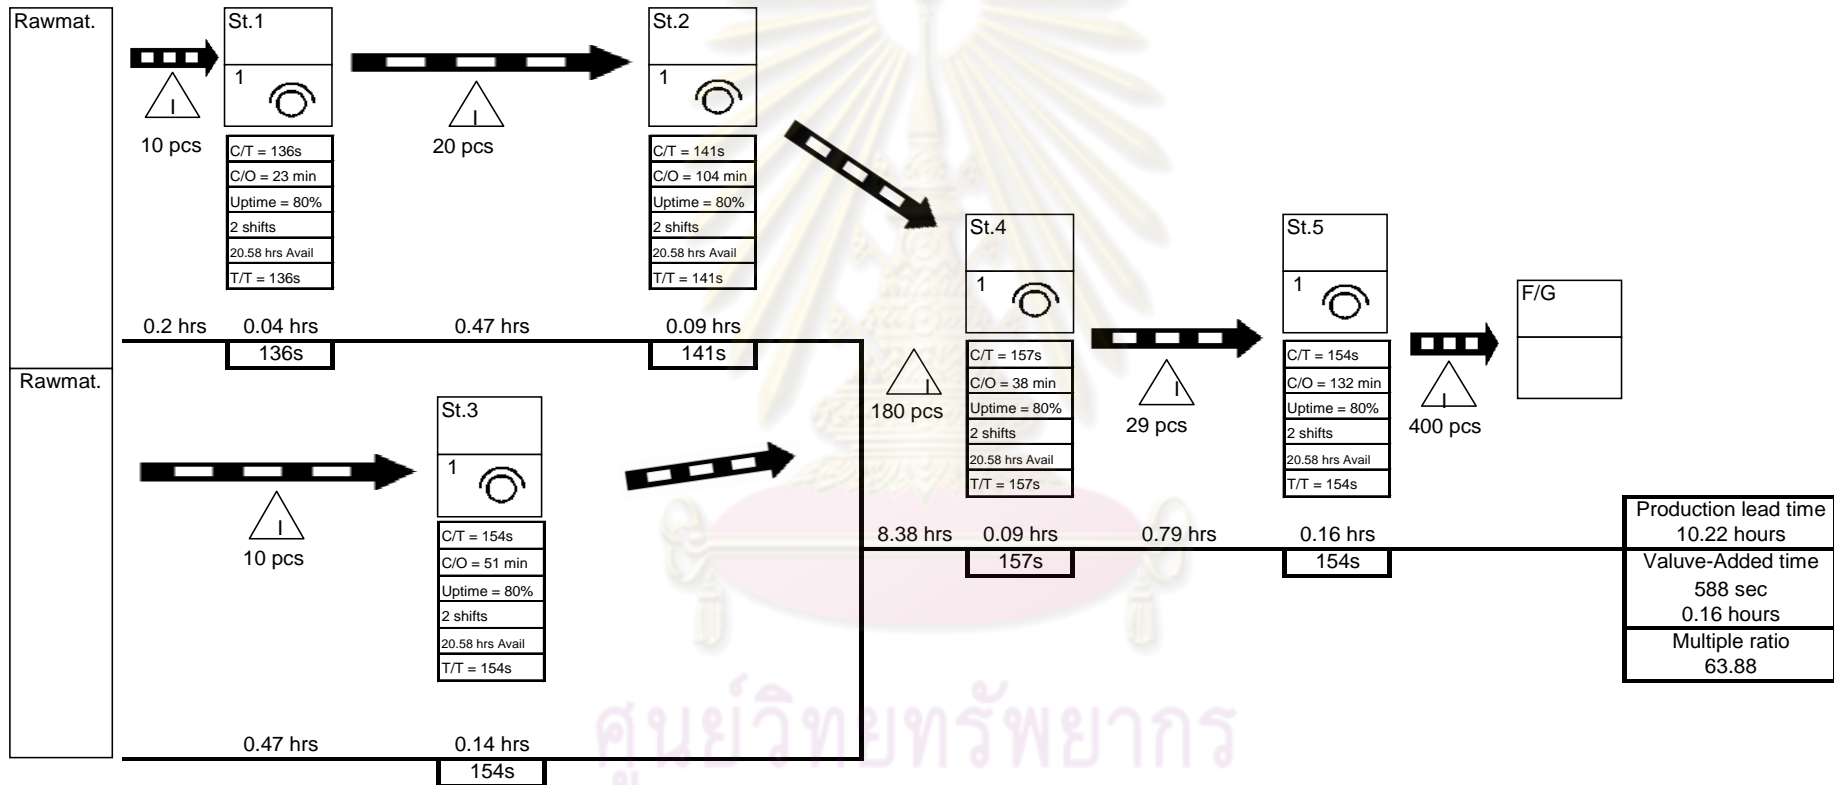 Rawmat.
10 pcs
St.1
1
C/T = 136s
C/O = 23 min
Uptime = 80%
2 shifts
20.58 hrs Avail
T/T = 136s
I
20 pcs
I
St.2
1
C/T = 141s
C/O = 104 min
Uptime = 80%
2 shifts
20.58 hrs Avail
T/T = 141s
0.2 hrs
0.04 hrs
0.47 hrs
0.09 hrs
136s
141s
Rawmat.
I
10 pcs
St.3
1
C/T = 154s
C/O = 51 min
Uptime = 80%
2 shifts
20.58 hrs Avail
T/T = 154s
0.47 hrs
0.14 hrs
154s
I
180 pcs
St.4
1
C/T = 157s
C/O = 38 min
Uptime = 80%
2 shifts
20.58 hrs Avail
T/T = 157s
I
29 pcs
St.5
1
C/T = 154s
C/O = 132 min
Uptime = 80%
2 shifts
20.58 hrs Avail
T/T = 154s
I
400 pcs
F/G
8.38 hrs
0.09 hrs
0.79 hrs
0.16 hrs
157s
154s
Production lead time
10.22 hours
Valuve-Added time
588 sec
0.16 hours
Multiple ratio
63.88
ศูนย์วิทยทรัพยากร